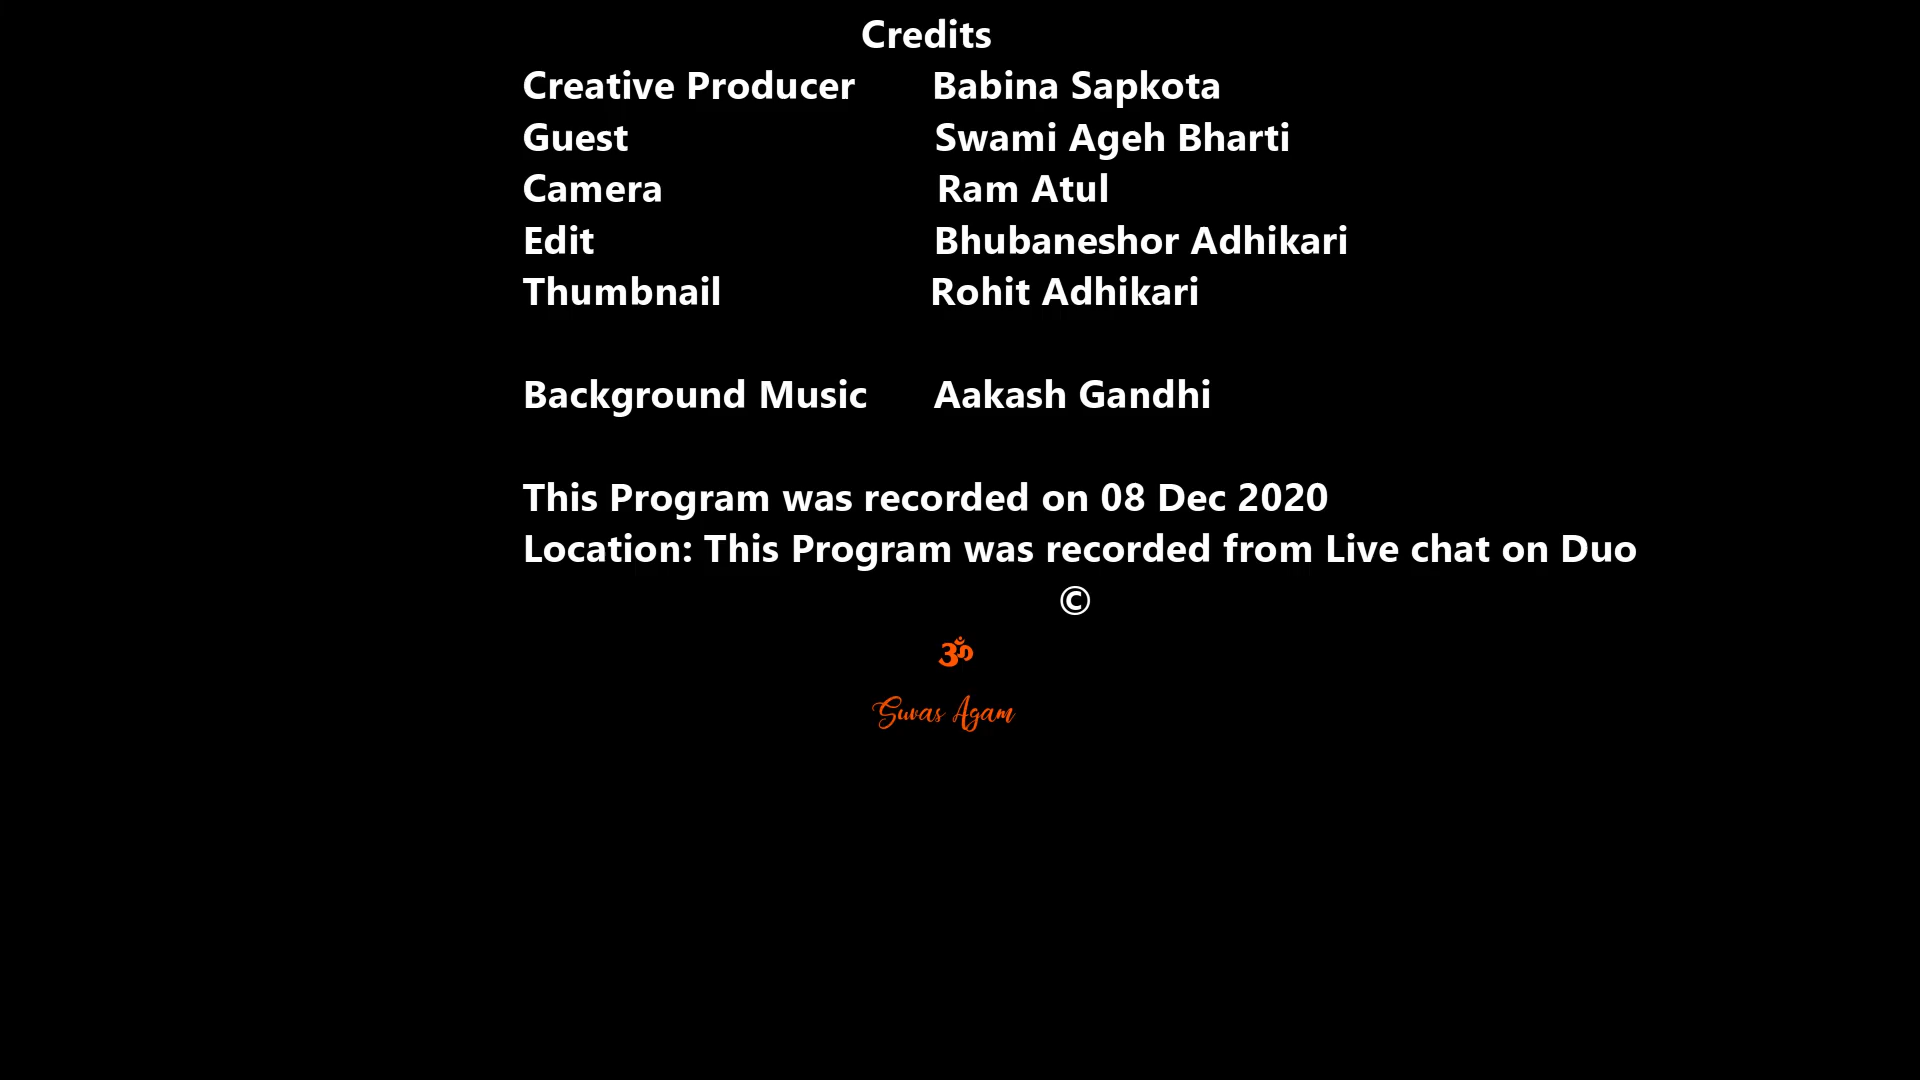 Credits
Creative Producer Babina Sapkota
Guest Swami Ageh Bharti
Camera Ram Atul
Edit Bhubaneshor Adhikari
Thumbnail Rohit Adhikari
Background Music Aakash Gandhi
This Program was recorded on 08 Dec 2020
Location: This Program was recorded from Live chat on Duo
©
ॐ
Suvas Agam